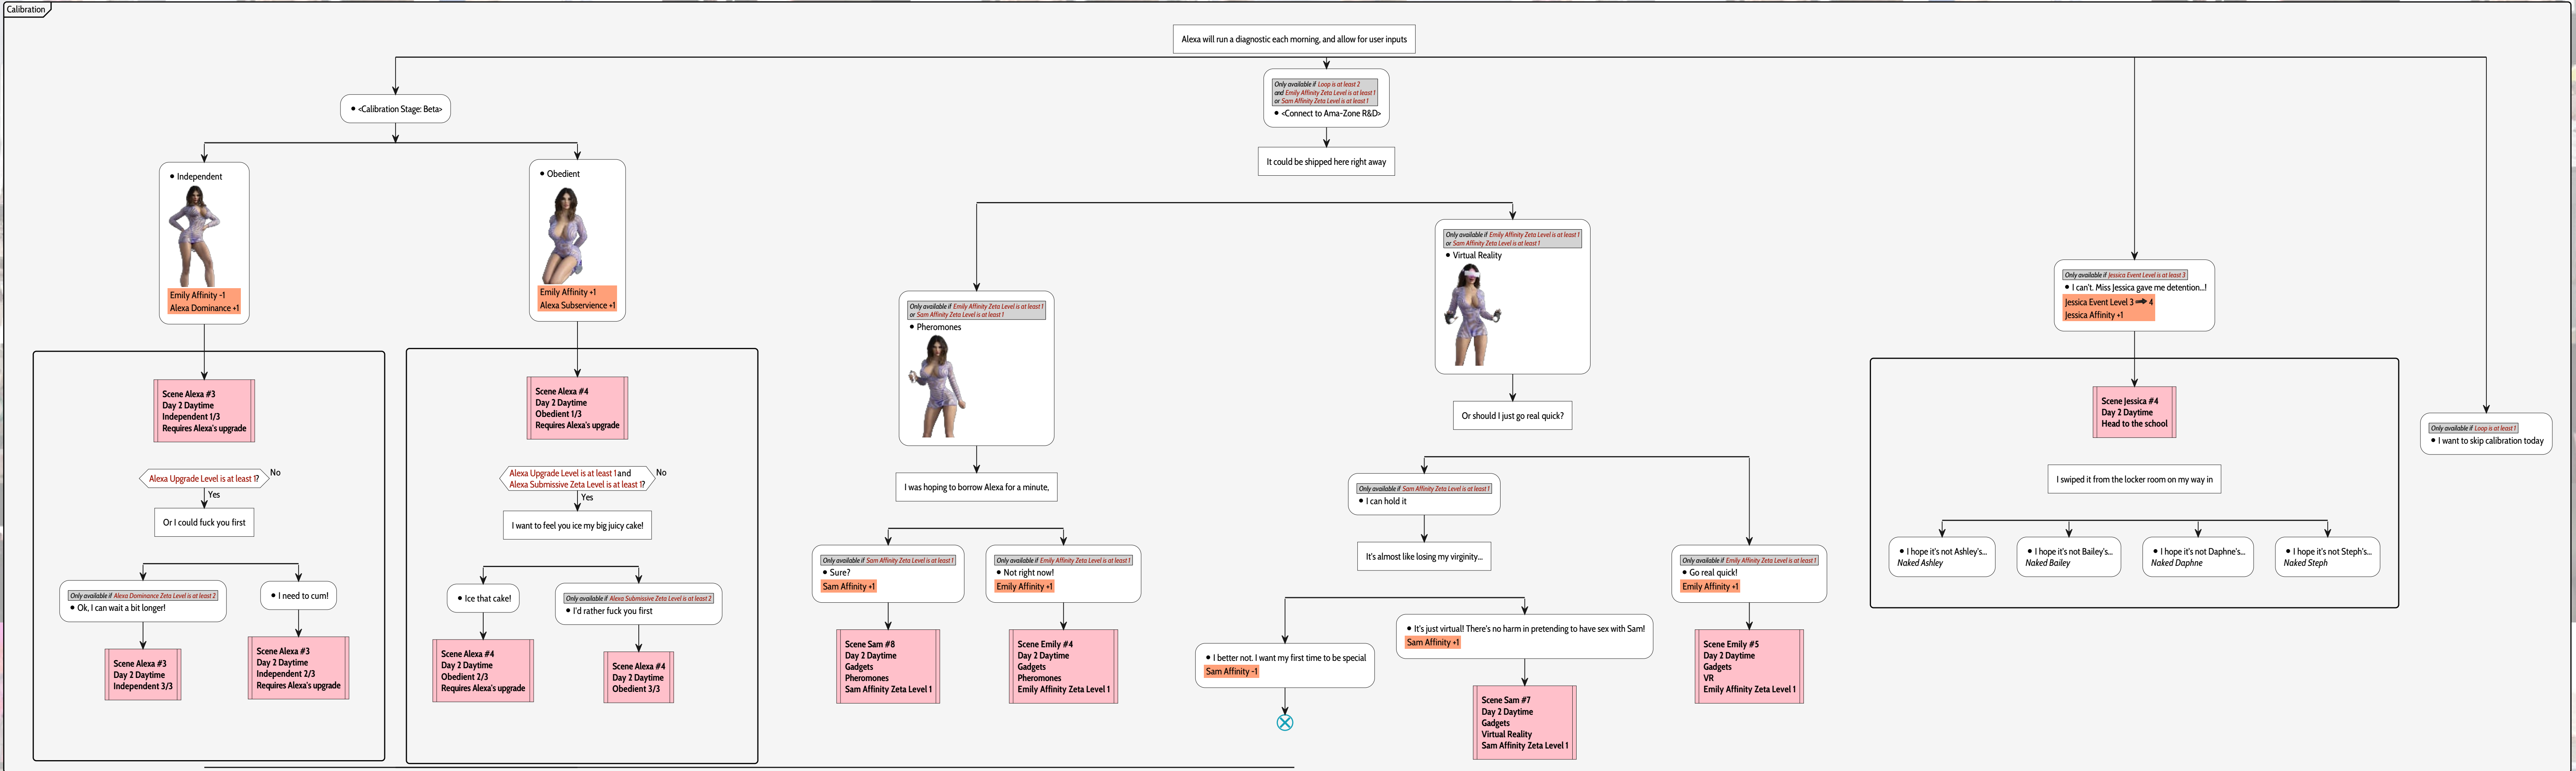 Calibration
Alexa will run a diagnostic each morning, and allow for user inputs
• <Calibration Stage: Beta>
Only available if Loop is at least 2
and Emily Affinity Zeta Level is at least 1
or Sam Affinity Zeta Level is at least 1
• <Connect to Ama-Zone R&D>
It could be shipped here right away
• Independent
Emily Affinity -1
Alexa Dominance +1
• Obedient
Emily Affinity +1
Alexa Subservience +1
Scene Alexa #3
Day 2 Daytime
Independent 1/3
Requires Alexa's upgrade
Alexa Upgrade Level is at least 1?
No
Yes
Or I could fuck you first
Only available if Alexa Dominance Zeta Level is at least 2
• Ok, I can wait a bit longer!
• I need to cum!
Scene Alexa #3
Day 2 Daytime
Independent 3/3
Scene Alexa #3
Day 2 Daytime
Independent 2/3
Requires Alexa's upgrade
Scene Alexa #4
Day 2 Daytime
Obedient 1/3
Requires Alexa's upgrade
Alexa Upgrade Level is at least 1 and
Alexa Submissive Zeta Level is at least 1?
No
Yes
I want to feel you ice my big juicy cake!
• Ice that cake!
Only available if Alexa Submissive Zeta Level is at least 2
• I'd rather fuck you first
Scene Alexa #4
Day 2 Daytime
Obedient 2/3
Requires Alexa's upgrade
Scene Alexa #4
Day 2 Daytime
Obedient 3/3
Only available if Emily Affinity Zeta Level is at least 1
or Sam Affinity Zeta Level is at least 1
• Pheromones
I was hoping to borrow Alexa for a minute,
Only available if Sam Affinity Zeta Level is at least 1
• Sure?
Sam Affinity +1
Only available if Emily Affinity Zeta Level is at least 1
• Not right now!
Emily Affinity +1
Scene Sam #8
Day 2 Daytime
Gadgets
Pheromones
Sam Affinity Zeta Level 1
Scene Emily #4
Day 2 Daytime
Gadgets
Pheromones
Emily Affinity Zeta Level 1
Only available if Emily Affinity Zeta Level is at least 1
or Sam Affinity Zeta Level is at least 1
• Virtual Reality
Or should I just go real quick?
Only available if Sam Affinity Zeta Level is at least 1
• I can hold it
It's almost like losing my virginity...
• I better not. I want my first time to be special
Sam Affinity -1
• It's just virtual! There's no harm in pretending to have sex with Sam!
Sam Affinity +1
Scene Sam #7
Day 2 Daytime
Gadgets
Virtual Reality
Sam Affinity Zeta Level 1
Only available if Emily Affinity Zeta Level is at least 1
• Go real quick!
Emily Affinity +1
Scene Emily #5
Day 2 Daytime
Gadgets
VR
Emily Affinity Zeta Level 1
Only available if Jessica Event Level is at least 3
• I can't. Miss Jessica gave me detention...!
Jessica Event Level 3 ➡ 4
Jessica Affinity +1
Scene Jessica #4
Day 2 Daytime
Head to the school
I swiped it from the locker room on my way in
• I hope it's not Ashley's...
Naked Ashley
• I hope it's not Bailey's...
Naked Bailey
• I hope it's not Daphne's...
Naked Daphne
• I hope it's not Steph's...
Naked Steph
Only available if Loop is at least 1
• I want to skip calibration today